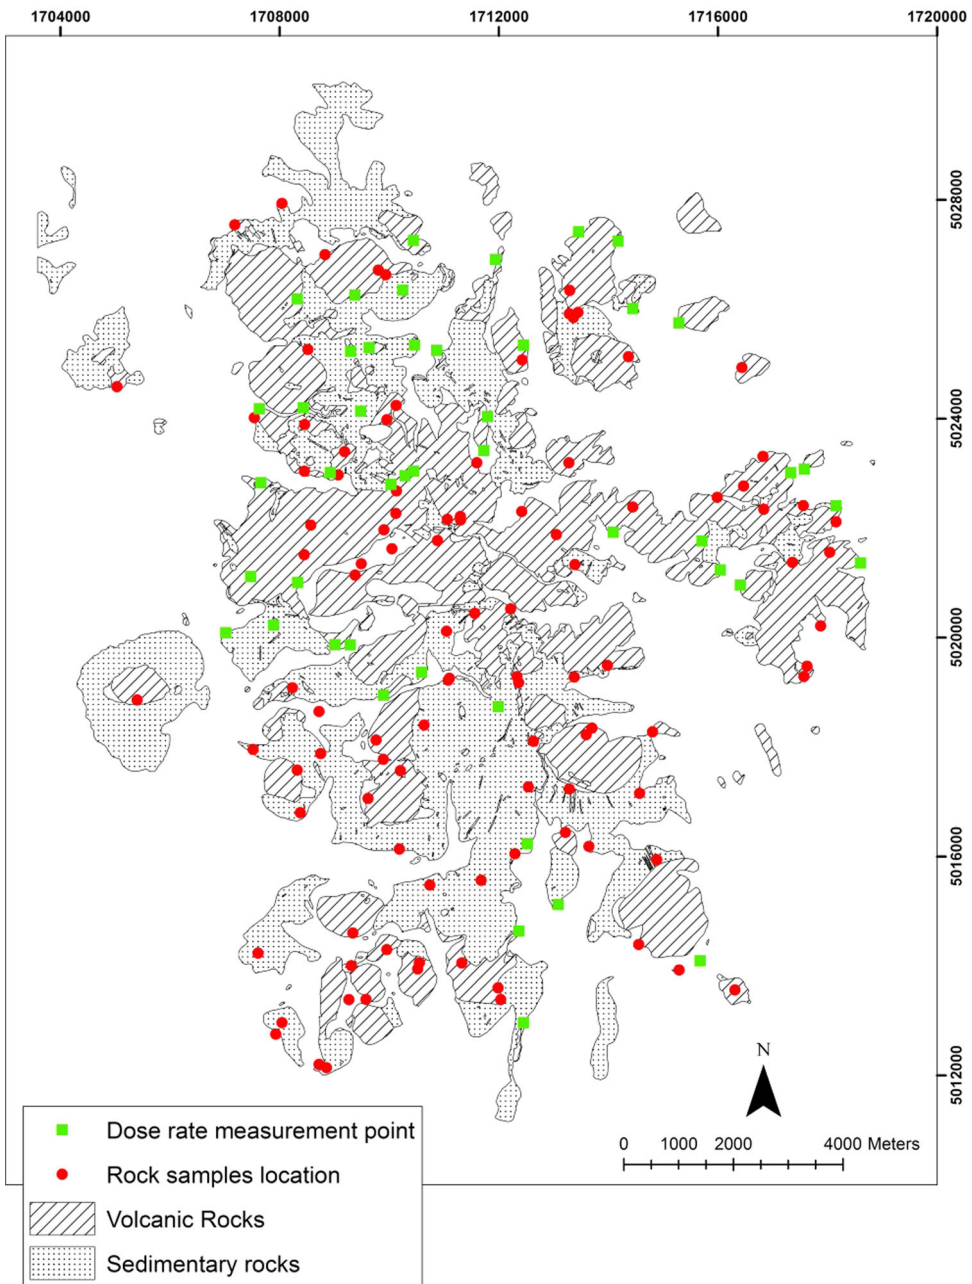 1704000 1708000 1712000 1716000 1720000
5028000
5024000
5020000
5016000
5012000
N
0 1000 2000 4000 Meters
Dose rate measurement point
Rock samples location
Volcanic Rocks
Sedimentary rocks